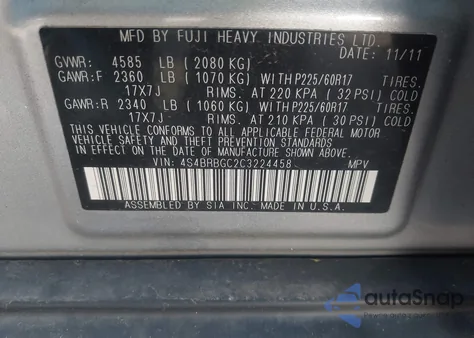 MFD BY FUJI HEAVY INDUSTRIES LTD.
DATE: 11/11
GVWR: 4585 LB ( 2080 KG)
GAWR:F 2360 LB ( 1070 KG) WITH P225/60R17 TIRES.
17X7J RIMS. AT 220 KPA ( 32 PSI) COLD
GAWR:R 2340 LB ( 1060 KG) WITH P225/60R17 TIRES.
17X7J RIMS. AT 210 KPA ( 30 PSI) COLD
THIS VEHICLE CONFORMS TO ALL APPLICABLE FEDERAL MOTOR
VEHICLE SAFETY AND THEFT PREVENTION STANDARDS IN
EFFECT ON THE DATE OF MANUFACTURE SHOWN ABOVE.
VIN: 4S4BRBGC2C3224458 MPV
ASSEMBLED BY SIA INC. MADE IN U.S.A.
autoSnap